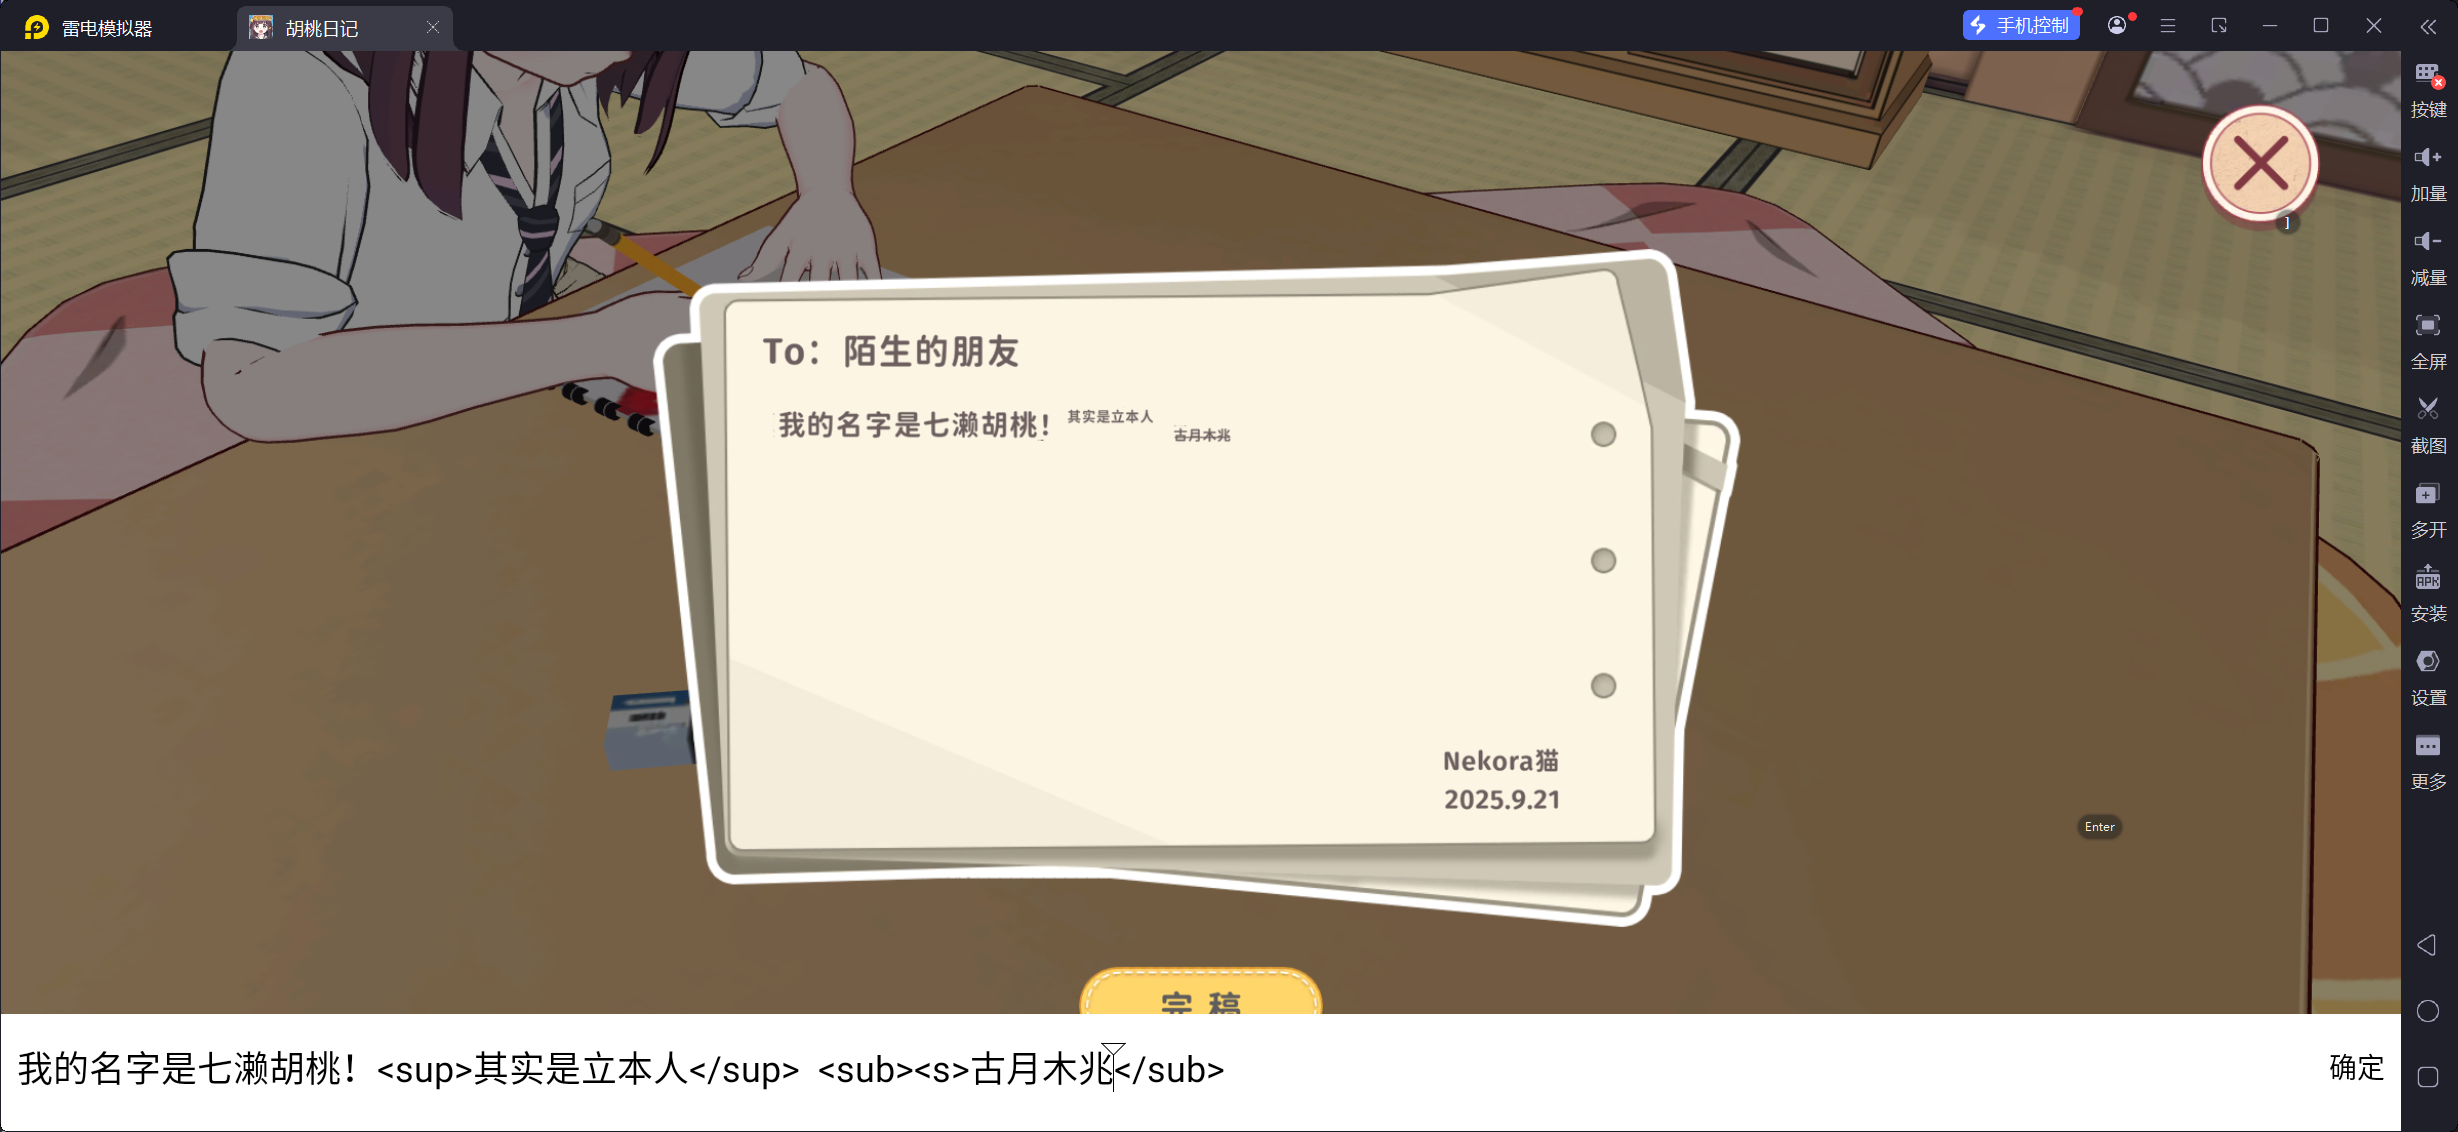 雷电模拟器
胡桃日记
手机控制
按键
加量
减量
全屏
截图
多开
APK
安装
设置
更多
]
To：陌生的朋友
我的名字是七濑胡桃！ 其实是立本人 古月木兆
Nekora猫
2025.9.21
Enter
完稿
我的名字是七濑胡桃！<sup>其实是立本人</sup> <sub><s>古月木兆</sub>
确定